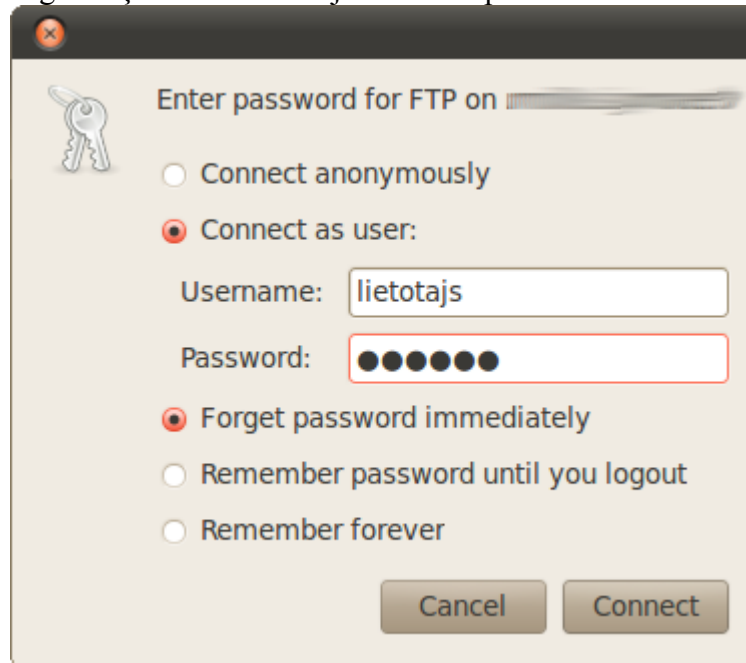 Enter password for FTP on
Connect anonymously
Connect as user:
Username: lietotajs
Password: ●●●●●●
Forget password immediately
Remember password until you logout
Remember forever
Cancel Connect